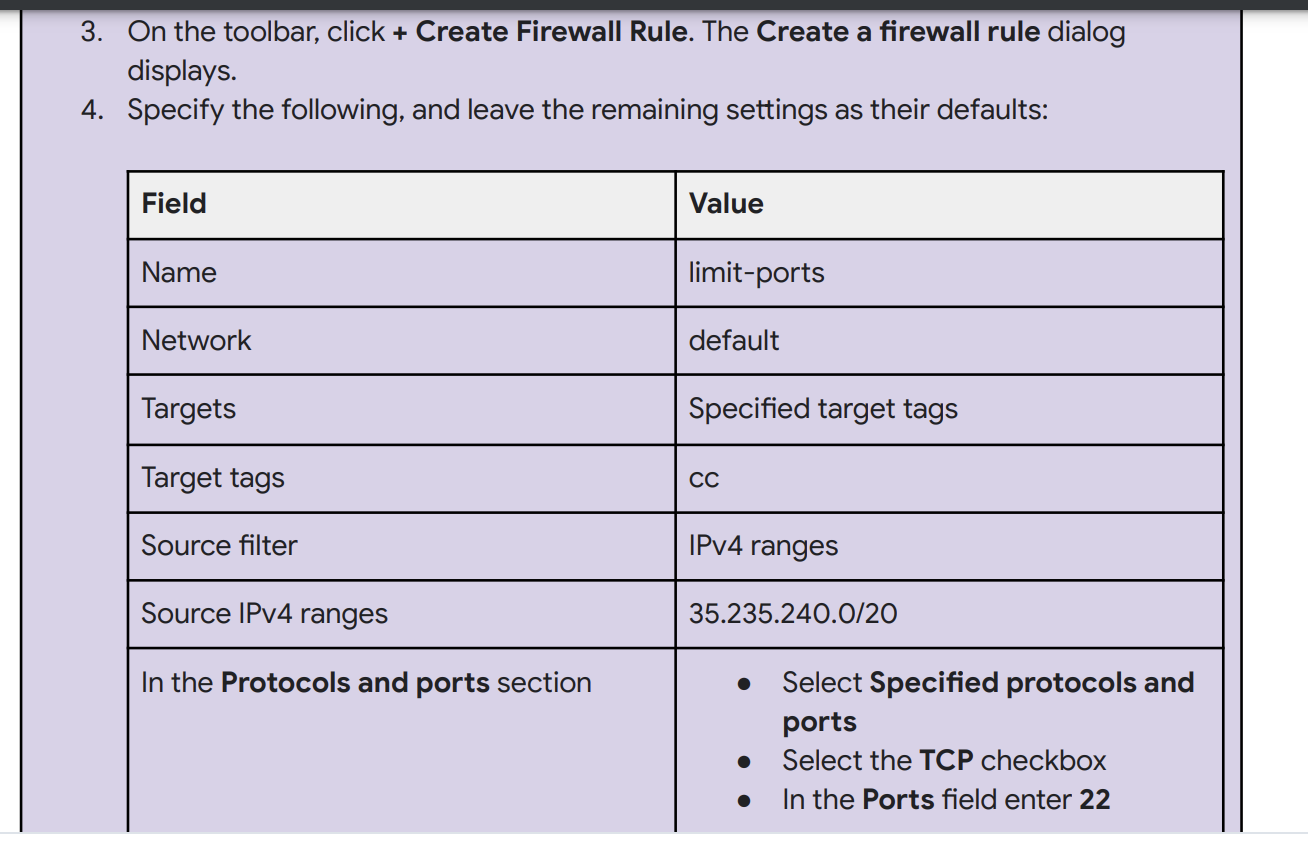 3. On the toolbar, click + Create Firewall Rule. The Create a firewall rule dialog
displays.
4. Specify the following, and leave the remaining settings as their defaults:
Field Value
Name limit-ports
Network default
Targets Specified target tags
Target tags cc
Source filter IPv4 ranges
Source IPv4 ranges 35.235.240.0/20
In the Protocols and ports section ● Select Specified protocols and
ports
● Select the TCP checkbox
● In the Ports field enter 22